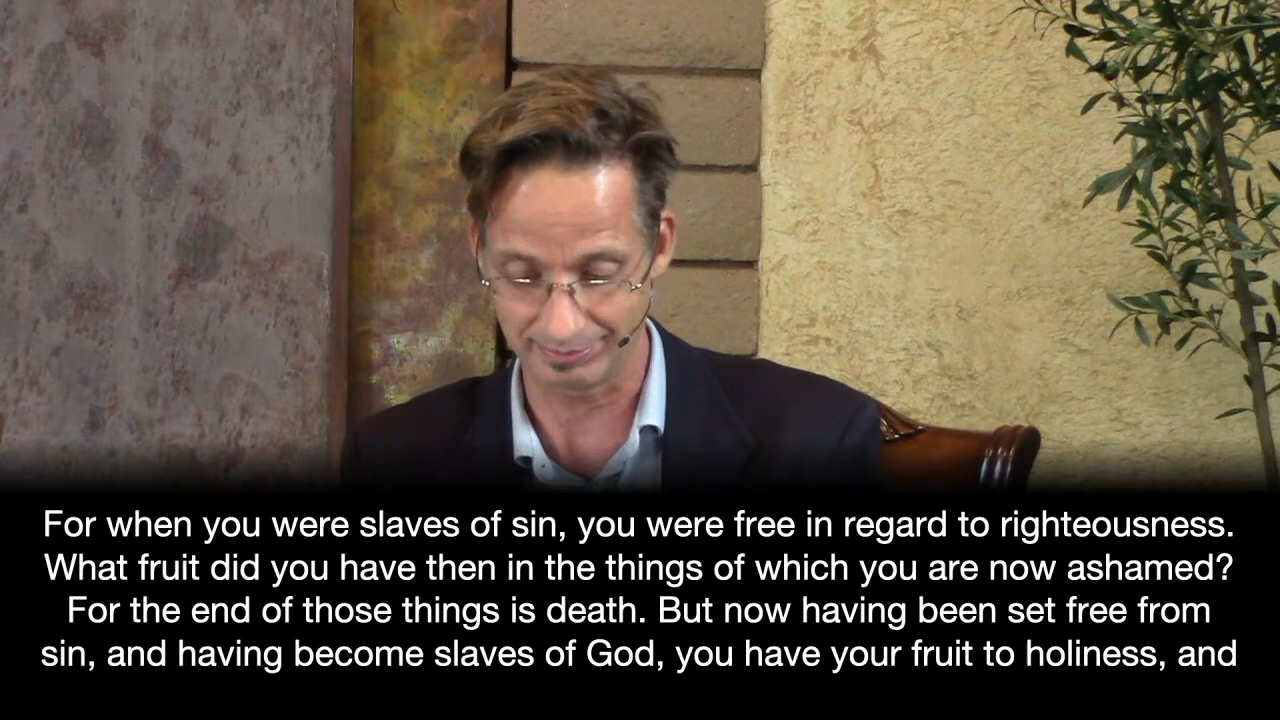 For when you were slaves of sin, you were free in regard to righteousness.
What fruit did you have then in the things of which you are now ashamed?
For the end of those things is death. But now having been set free from
sin, and having become slaves of God, you have your fruit to holiness, and